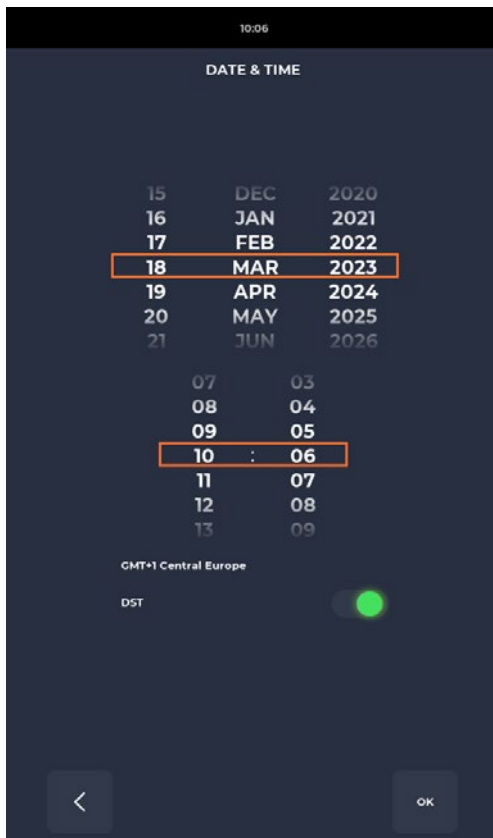 10:06
DATE & TIME
15 DEC 2020
16 JAN 2021
17 FEB 2022
18 MAR 2023
19 APR 2024
20 MAY 2025
21 JUN 2026
07 03
08 04
09 05
10 : 06
11 07
12 08
13 09
GMT+1 Central Europe
DST
OK